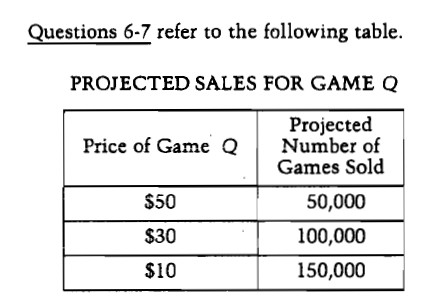 Questions 6-7 refer to the following table.
PROJECTED SALES FOR GAME Q
Price of Game Q
Projected
Number of
Games Sold
$50 50,000
$30 100,000
$10 150,000